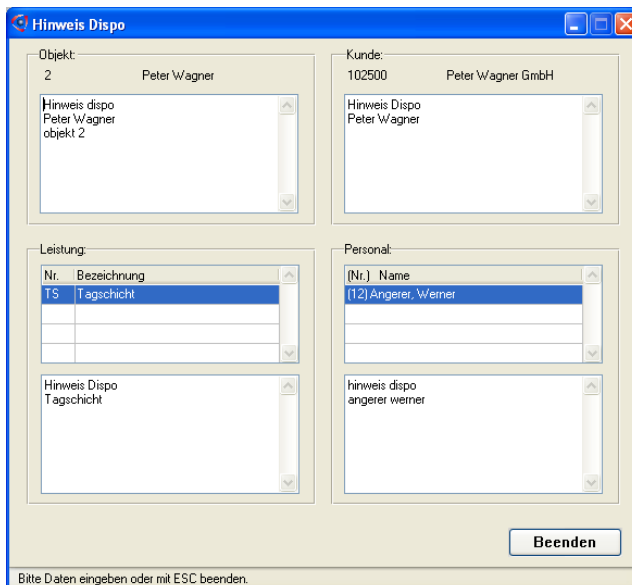 Hinweis Dispo
Objekt:
2 Peter Wagner
Hinweis dispo
Peter Wagner
objekt 2
Kunde:
102500 Peter Wagner GmbH
Hinweis Dispo
Peter Wagner
Leistung:
Nr. Bezeichnung
TS Tagschicht
Hinweis Dispo
Tagschicht
Personal:
(Nr.) Name
(12) Angerer, Werner
hinweis dispo
angerer werner
Beenden
Bitte Daten eingeben oder mit ESC beenden.